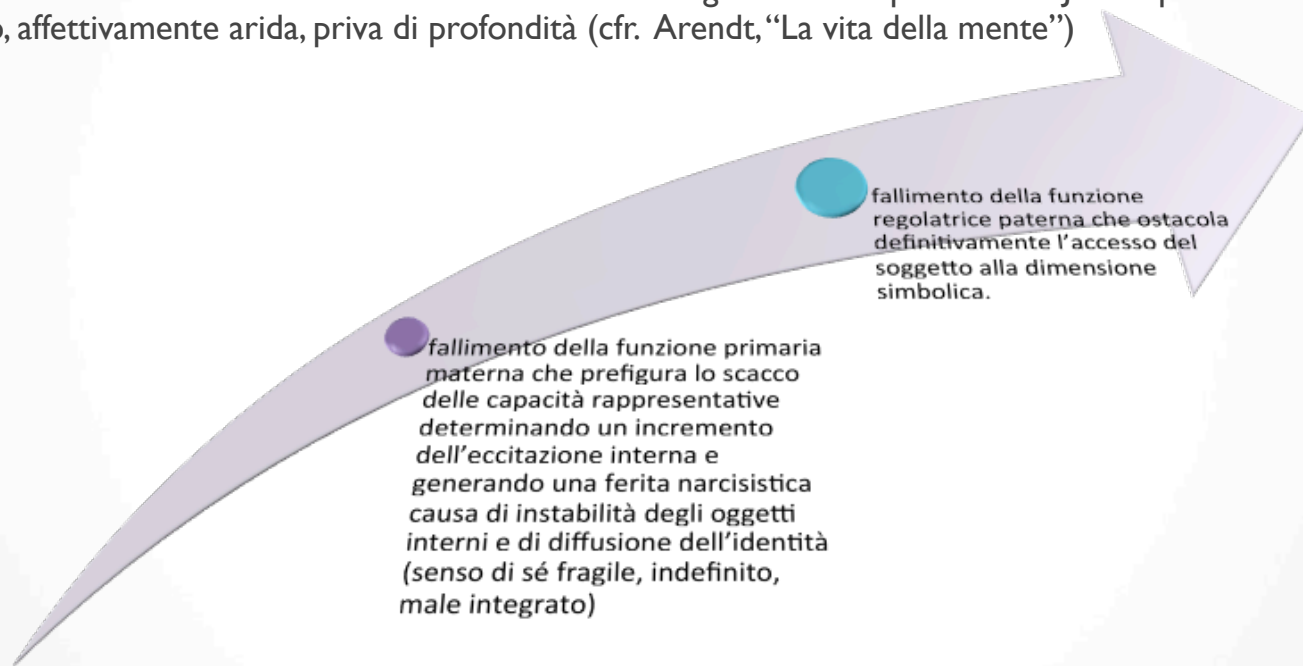 o, affettivamente arida, priva di profondità (cfr. Arendt, “La vita della mente”)
fallimento della funzione
regolatrice paterna che ostacola
definitivamente l’accesso del
soggetto alla dimensione
simbolica.
fallimento della funzione primaria
materna che prefigura lo scacco
delle capacità rappresentative
determinando un incremento
dell’eccitazione interna e
generando una ferita narcisistica
causa di instabilità degli oggetti
interni e di diffusione dell’identità
(senso di sé fragile, indefinito,
male integrato)